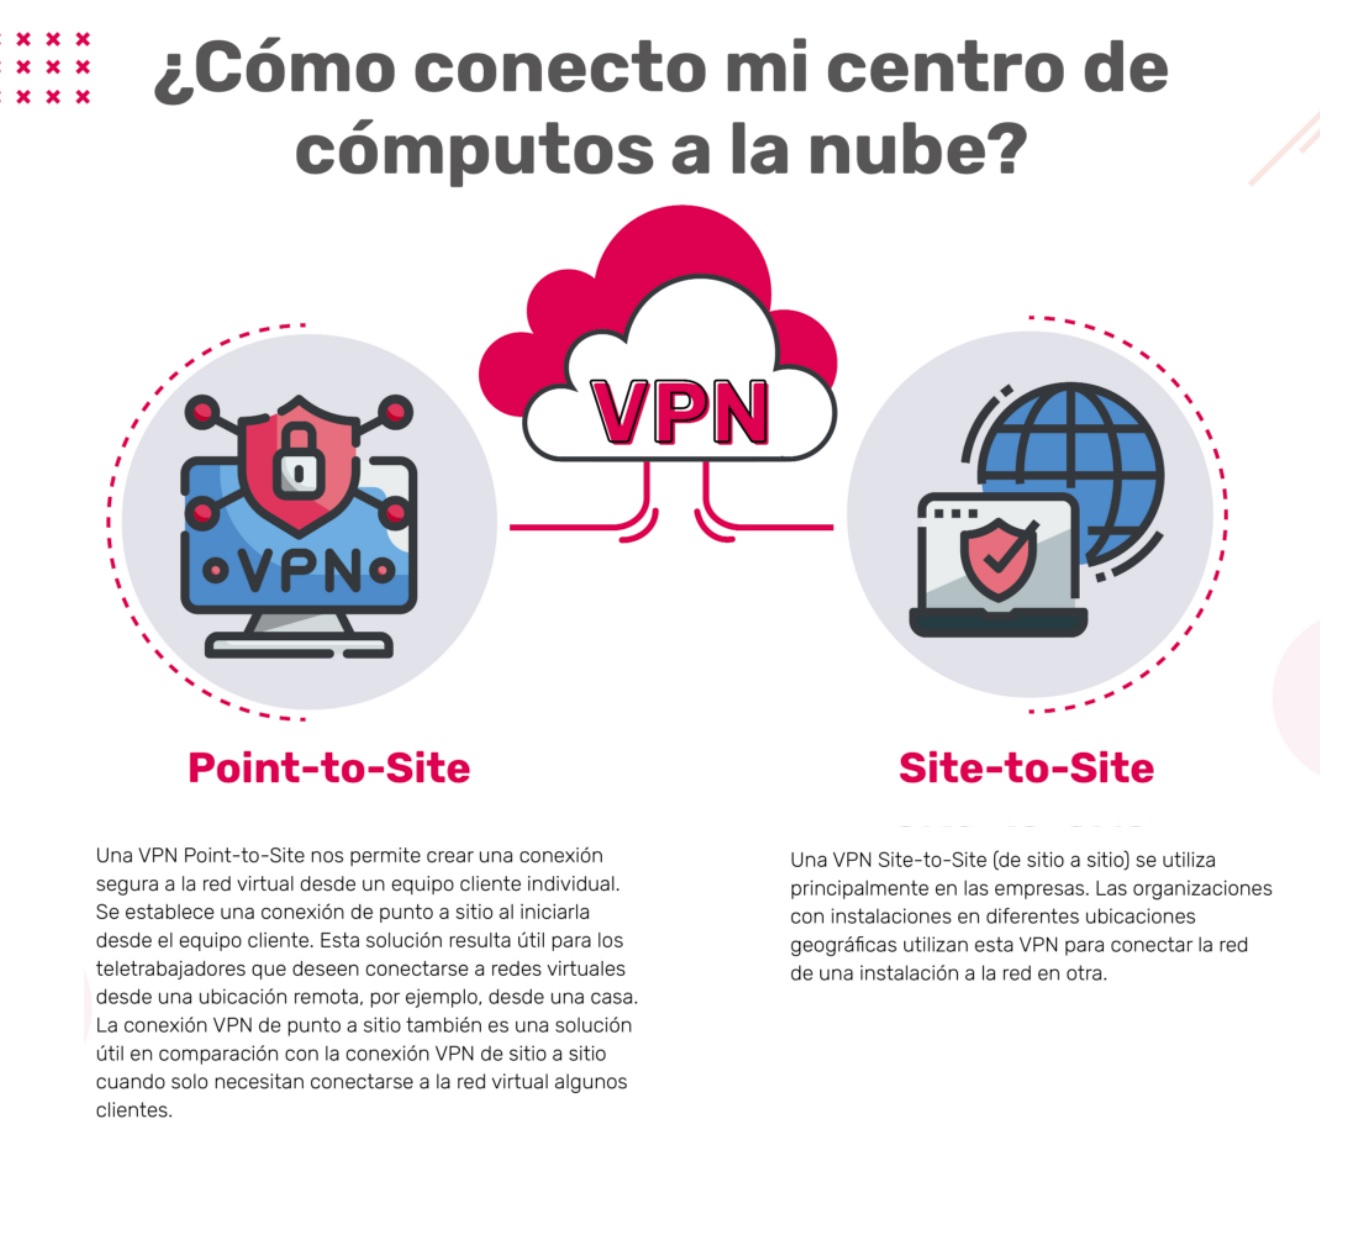 ¿Cómo conecto mi centro de
cómputos a la nube?
VPN
VPN
Point-to-Site
Una VPN Point-to-Site nos permite crear una conexión
segura a la red virtual desde un equipo cliente individual.
Se establece una conexión de punto a sitio al iniciarla
desde el equipo cliente. Esta solución resulta útil para los
teletrabajadores que deseen conectarse a redes virtuales
desde una ubicación remota, por ejemplo, desde una casa.
La conexión VPN de punto a sitio también es una solución
útil en comparación con la conexión VPN de sitio a sitio
cuando solo necesitan conectarse a la red virtual algunos
clientes.
Site-to-Site
Una VPN Site-to-Site (de sitio a sitio) se utiliza
principalmente en las empresas. Las organizaciones
con instalaciones en diferentes ubicaciones
geográficas utilizan esta VPN para conectar la red
de una instalación a la red en otra.